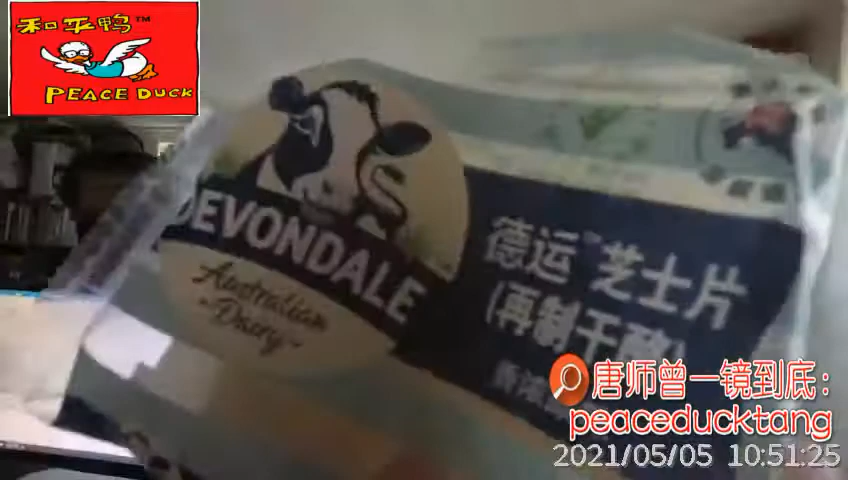 和平鸭™
PEACE DUCK
DEVONDALE
Australian
Dairy
德运™芝士片
(再制干酪)
唐师曾一镜到底:
peaceducktang
2021/05/05 10:51:25